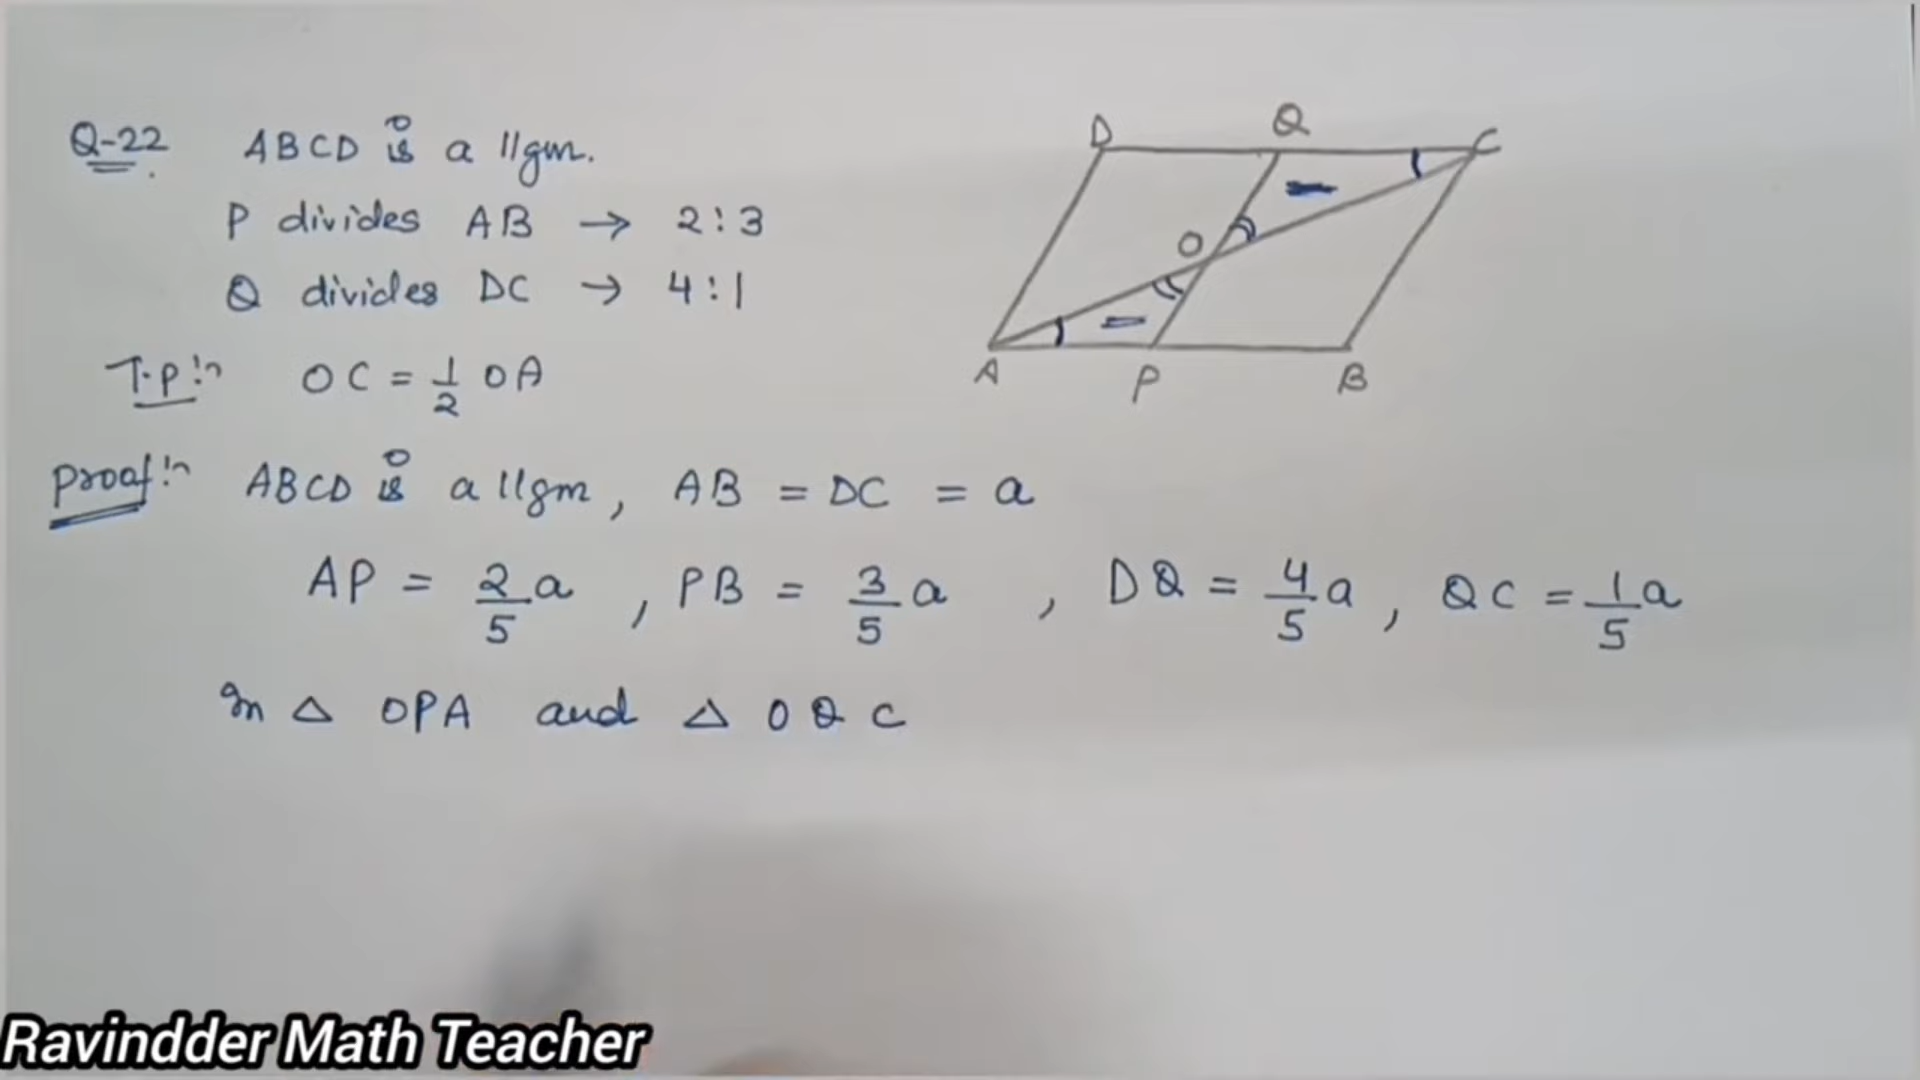 Q-22. ABCD is a ||gm.
P divides AB → 2:3
Q divides DC → 4:1
T.P:- OC = 1/2 OA
D Q C
O
A P B
Proof:- ABCD is a ||gm, AB = DC = a
AP = 2/5 a, PB = 3/5 a, DQ = 4/5 a, QC = 1/5 a
In △ OPA and △ OQC
Ravindder Math Teacher